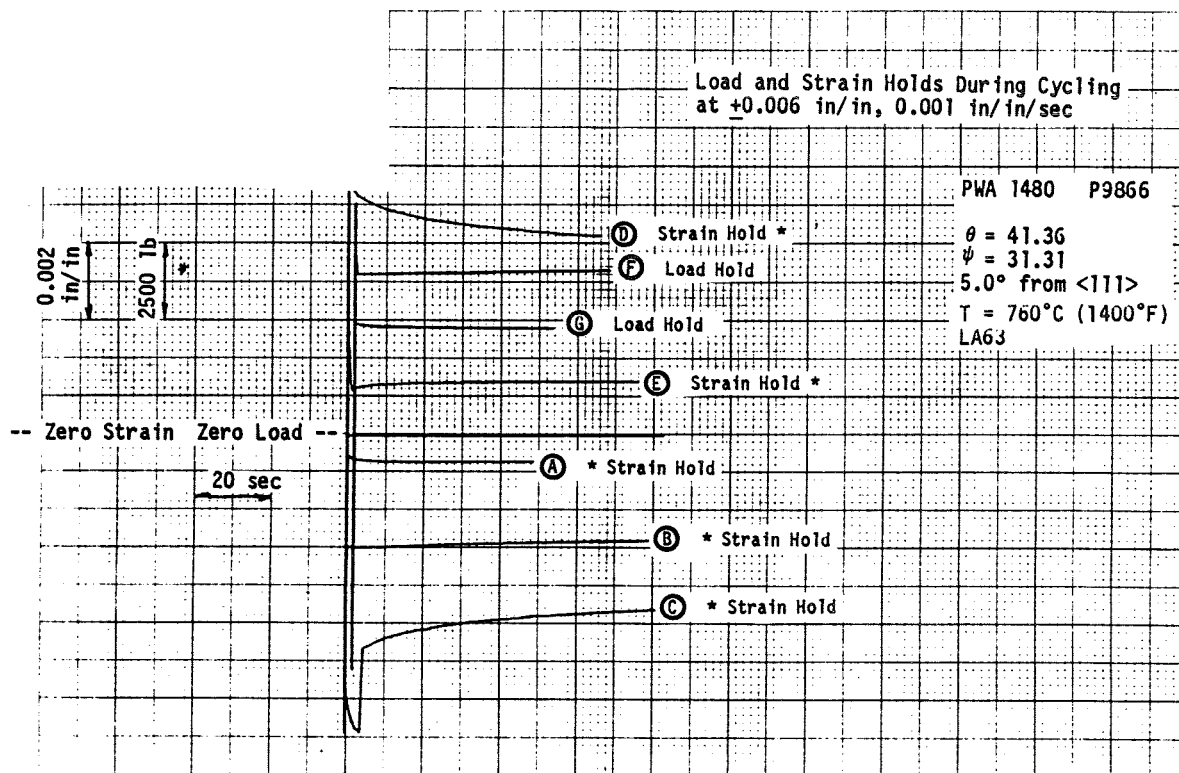 Load and Strain Holds During Cycling
at ±0.006 in/in, 0.001 in/in/sec
PWA 1480 P9866
θ = 41.36
ψ = 31.31
5.0° from <111>
T = 760°C (1400°F)
LA63
0.002
in/in
2500 lb
*
D Strain Hold *
F Load Hold
G Load Hold
E Strain Hold *
-- Zero Strain Zero Load --
A * Strain Hold
20 sec
B * Strain Hold
C * Strain Hold